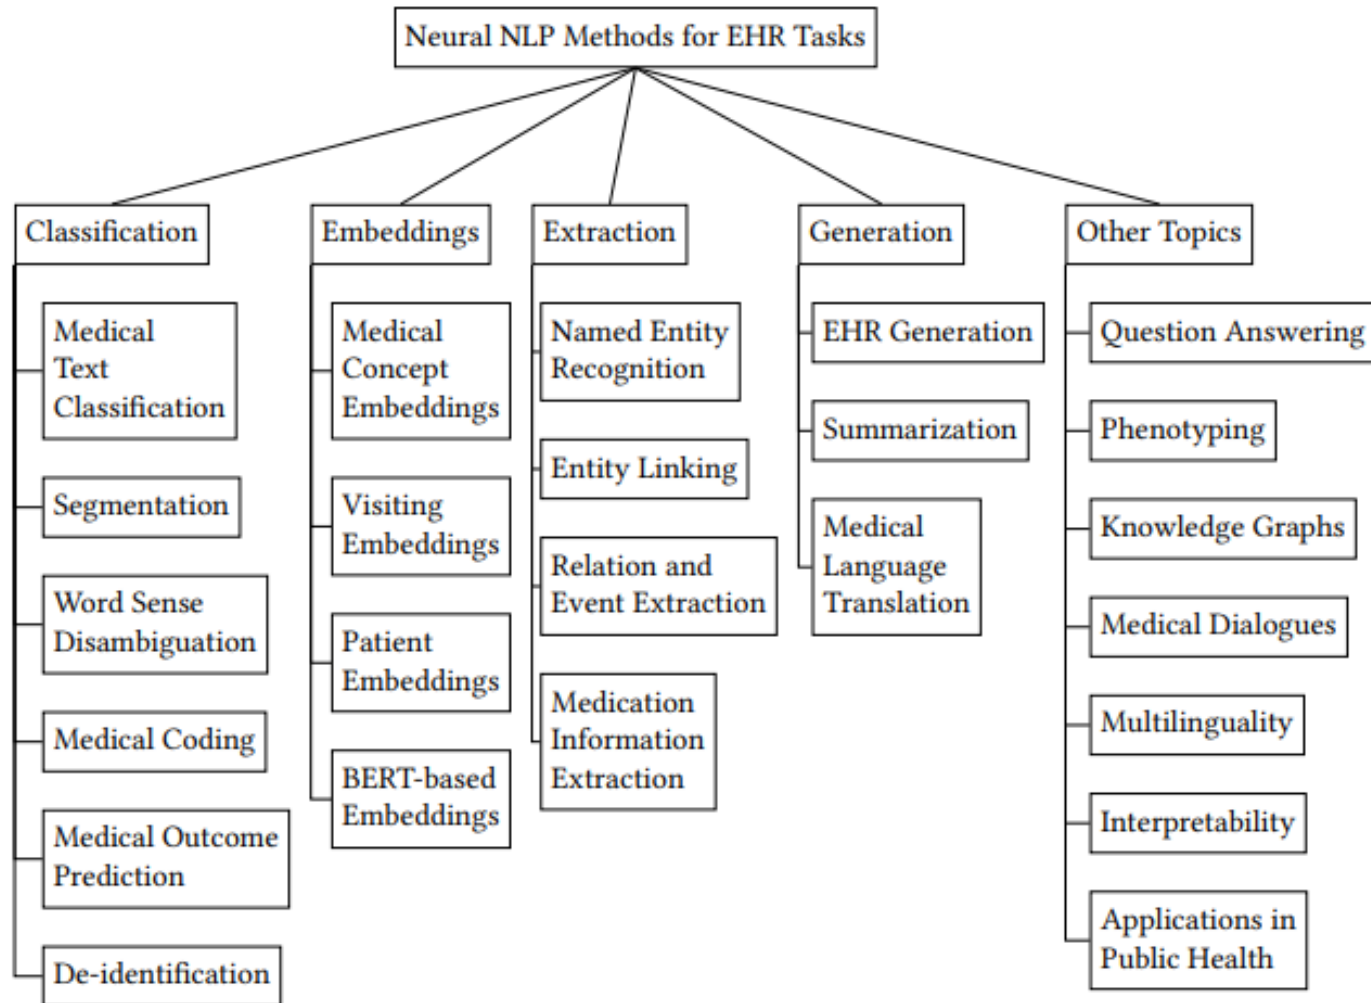 Neural NLP Methods for EHR Tasks
Classification
Medical
Text
Classification
Segmentation
Word Sense
Disambiguation
Medical Coding
Medical Outcome
Prediction
De-identification
Embeddings
Medical
Concept
Embeddings
Visiting
Embeddings
Patient
Embeddings
BERT-based
Embeddings
Extraction
Named Entity
Recognition
Entity Linking
Relation and
Event Extraction
Medication
Information
Extraction
Generation
EHR Generation
Summarization
Medical
Language
Translation
Other Topics
Question Answering
Phenotyping
Knowledge Graphs
Medical Dialogues
Multilinguality
Interpretability
Applications in
Public Health